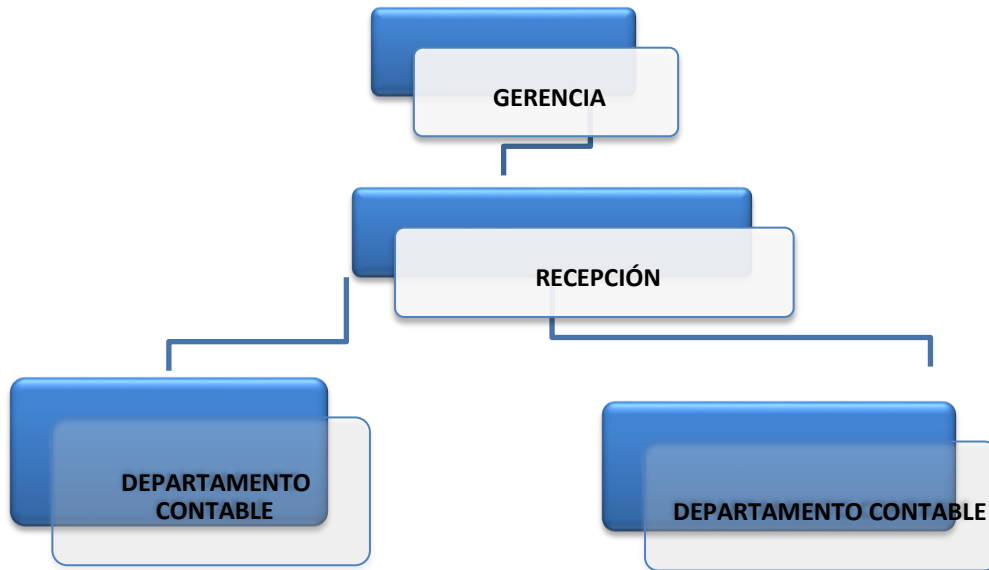 GERENCIA
RECEPCIÓN
DEPARTAMENTO
CONTABLE
DEPARTAMENTO CONTABLE